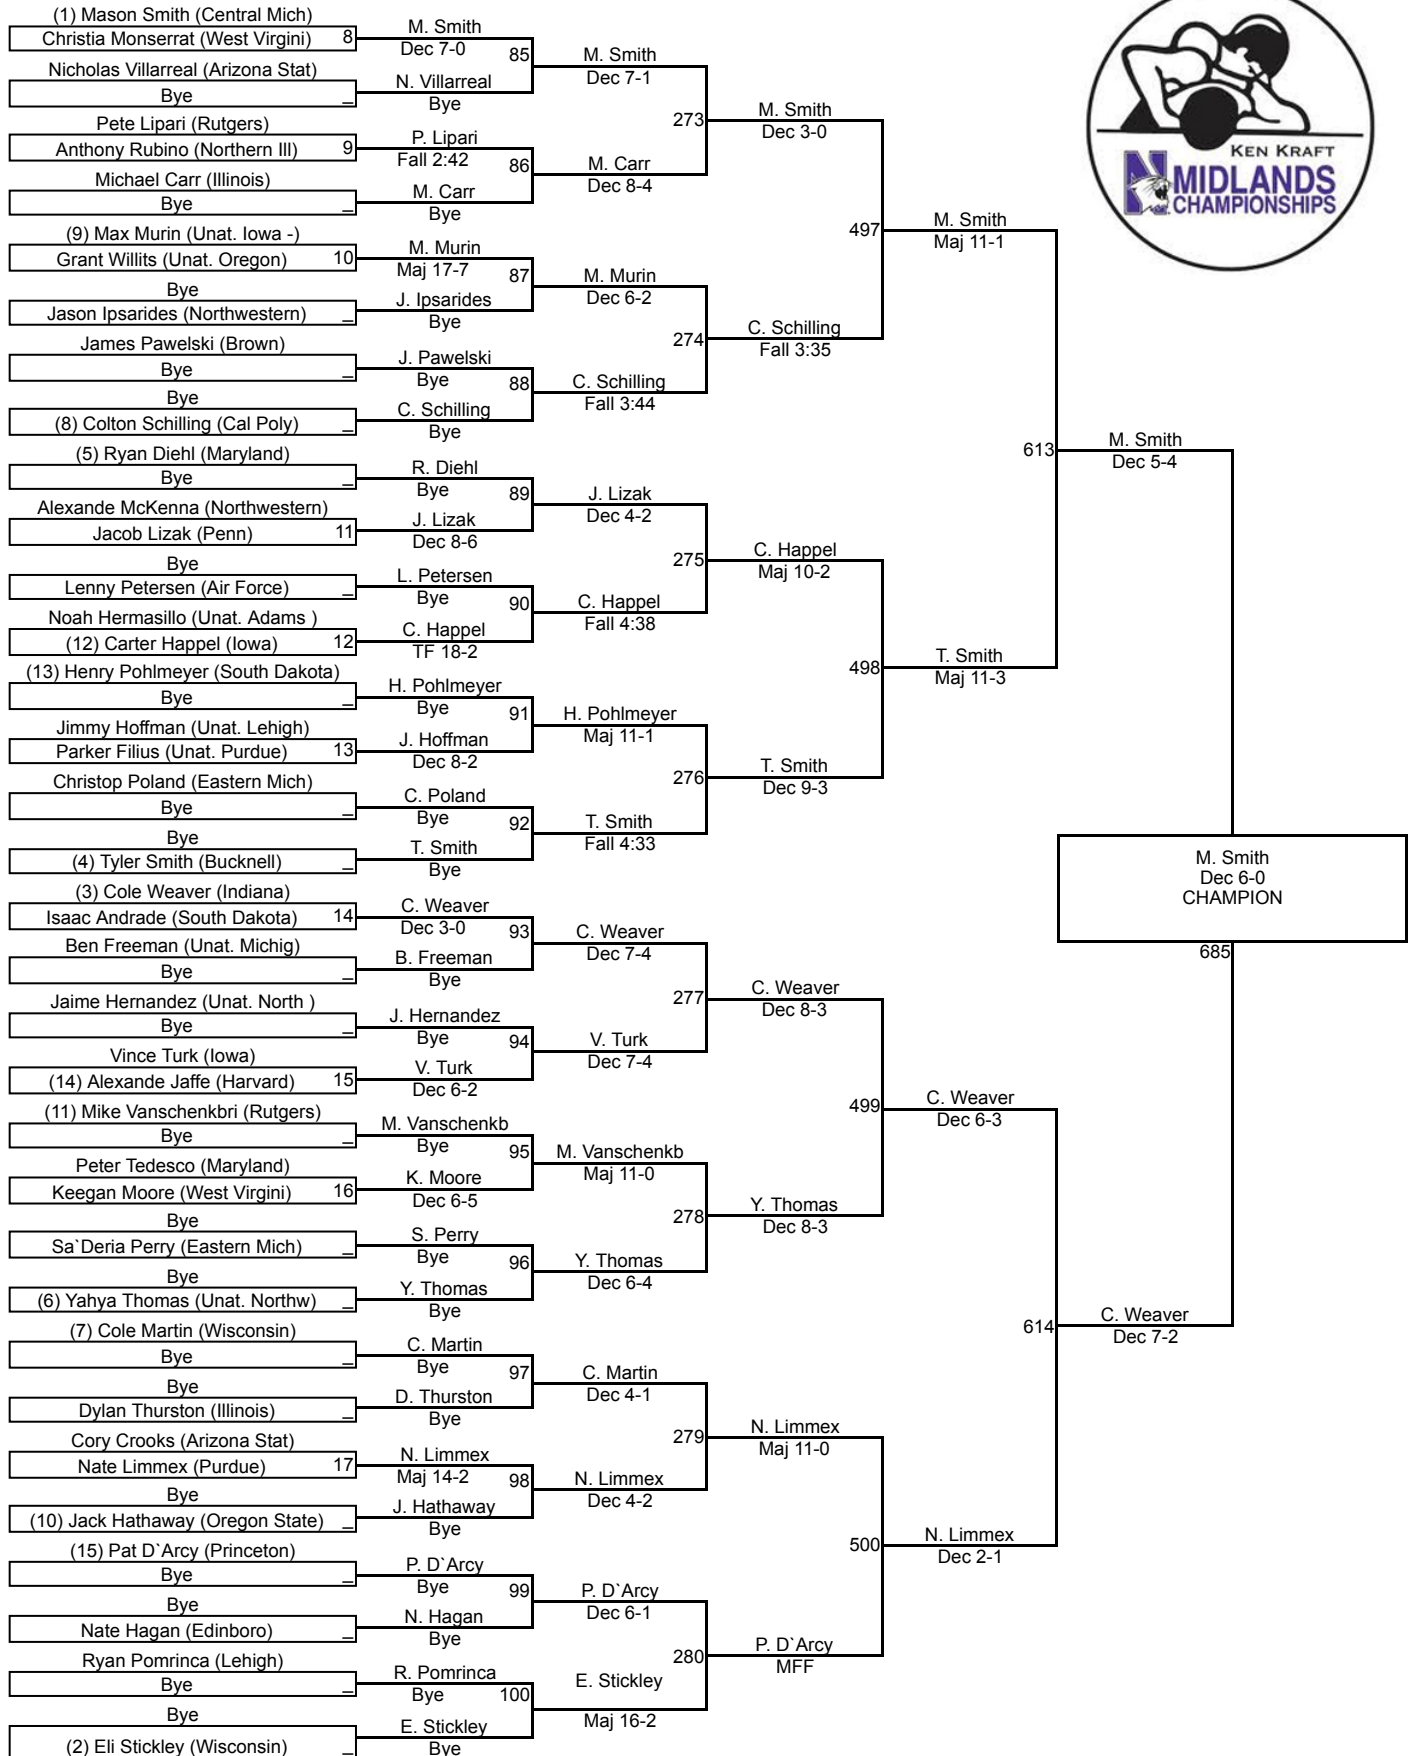 (1) Mason Smith (Central Mich)
Christia Monserrat (West Virgini) 8
Nicholas Villarreal (Arizona Stat)
Bye _
Pete Lipari (Rutgers)
Anthony Rubino (Northern Ill) 9
Michael Carr (Illinois)
Bye _
(9) Max Murin (Unat. Iowa -)
Grant Willits (Unat. Oregon) 10
Bye
Jason Ipsarides (Northwestern) _
James Pawelski (Brown)
Bye _
Bye
(8) Colton Schilling (Cal Poly) _
(5) Ryan Diehl (Maryland)
Bye _
Alexande McKenna (Northwestern)
Jacob Lizak (Penn) 11
Bye
Lenny Petersen (Air Force) _
Noah Hermasillo (Unat. Adams )
(12) Carter Happel (Iowa) 12
(13) Henry Pohlmeyer (South Dakota)
Bye _
Jimmy Hoffman (Unat. Lehigh)
Parker Filius (Unat. Purdue) 13
Christop Poland (Eastern Mich)
Bye _
Bye
(4) Tyler Smith (Bucknell) _
(3) Cole Weaver (Indiana)
Isaac Andrade (South Dakota) 14
Ben Freeman (Unat. Michig)
Bye _
Jaime Hernandez (Unat. North )
Bye _
Vince Turk (Iowa)
(14) Alexande Jaffe (Harvard) 15
(11) Mike Vanschenkbri (Rutgers)
Bye _
Peter Tedesco (Maryland)
Keegan Moore (West Virgini) 16
Bye
Sa`Deria Perry (Eastern Mich) _
Bye
(6) Yahya Thomas (Unat. Northw) _
(7) Cole Martin (Wisconsin)
Bye _
Bye
Dylan Thurston (Illinois) _
Cory Crooks (Arizona Stat)
Nate Limmex (Purdue) 17
Bye
(10) Jack Hathaway (Oregon State) _
(15) Pat D`Arcy (Princeton)
Bye _
Bye
Nate Hagan (Edinboro) _
Ryan Pomrinca (Lehigh)
Bye _
Bye
(2) Eli Stickley (Wisconsin) _
M. Smith
Dec 7-0
85
N. Villarreal
Bye
P. Lipari
Fall 2:42
86
M. Carr
Bye
M. Murin
Maj 17-7
87
J. Ipsarides
Bye
J. Pawelski
Bye
88
C. Schilling
Bye
R. Diehl
Bye
89
J. Lizak
Dec 8-6
L. Petersen
Bye
90
C. Happel
TF 18-2
H. Pohlmeyer
Bye
91
J. Hoffman
Dec 8-2
C. Poland
Bye
92
T. Smith
Bye
C. Weaver
Dec 3-0
93
B. Freeman
Bye
J. Hernandez
Bye
94
V. Turk
Dec 6-2
M. Vanschenkb
Bye
95
K. Moore
Dec 6-5
S. Perry
Bye
96
Y. Thomas
Bye
C. Martin
Bye
97
D. Thurston
Bye
N. Limmex
Maj 14-2
98
J. Hathaway
Bye
P. D`Arcy
Bye
99
N. Hagan
Bye
R. Pomrinca
Bye
100
E. Stickley
Bye
M. Smith
Dec 7-1
273
M. Carr
Dec 8-4
M. Murin
Dec 6-2
274
C. Schilling
Fall 3:44
J. Lizak
Dec 4-2
275
C. Happel
Fall 4:38
H. Pohlmeyer
Maj 11-1
276
T. Smith
Fall 4:33
C. Weaver
Dec 7-4
277
V. Turk
Dec 7-4
M. Vanschenkb
Maj 11-0
278
Y. Thomas
Dec 6-4
C. Martin
Dec 4-1
279
N. Limmex
Dec 4-2
P. D`Arcy
Dec 6-1
280
E. Stickley
Maj 16-2
M. Smith
Dec 3-0
497
C. Schilling
Fall 3:35
C. Happel
Maj 10-2
498
T. Smith
Dec 9-3
C. Weaver
Dec 8-3
499
Y. Thomas
Dec 8-3
N. Limmex
Maj 11-0
500
P. D`Arcy
MFF
M. Smith
Maj 11-1
613
T. Smith
Maj 11-3
C. Weaver
Dec 6-3
614
N. Limmex
Dec 2-1
M. Smith
Dec 5-4
M. Smith
Dec 6-0
CHAMPION
685
C. Weaver
Dec 7-2
KEN KRAFT
N MIDLANDS
CHAMPIONSHIPS